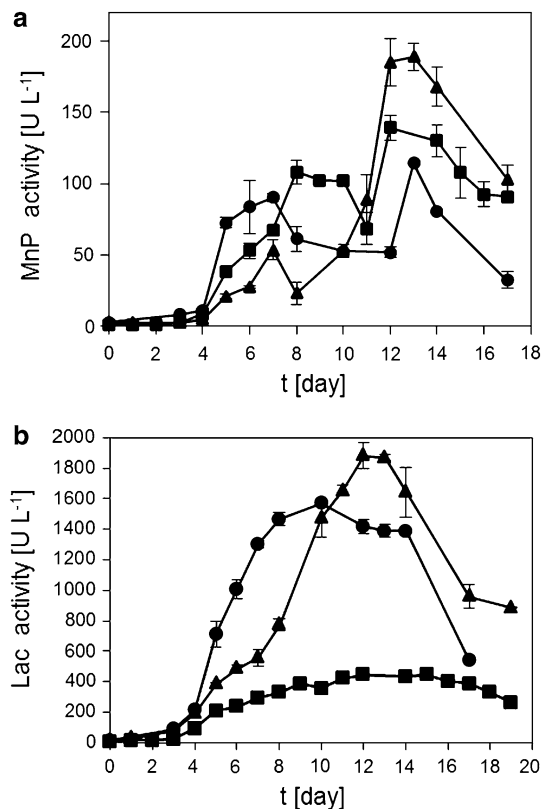 a
MnP activity [U L-1]
200
150
100
50
0
0 2 4 6 8 10 12 14 16 18
t [day]
b
Lac activity [U L-1]
2000
1800
1600
1400
1200
1000
800
600
400
200
0
0 2 4 6 8 10 12 14 16 18 20
t [day]